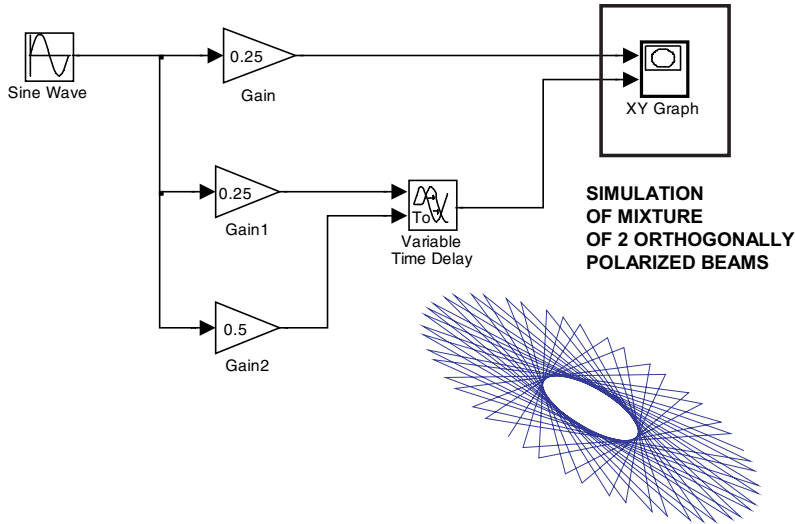 0.25
Sine Wave
Gain
XY Graph
0.25
To
Gain1
Variable
Time Delay
SIMULATION
OF MIXTURE
OF 2 ORTHOGONALLY
POLARIZED BEAMS
0.5
Gain2